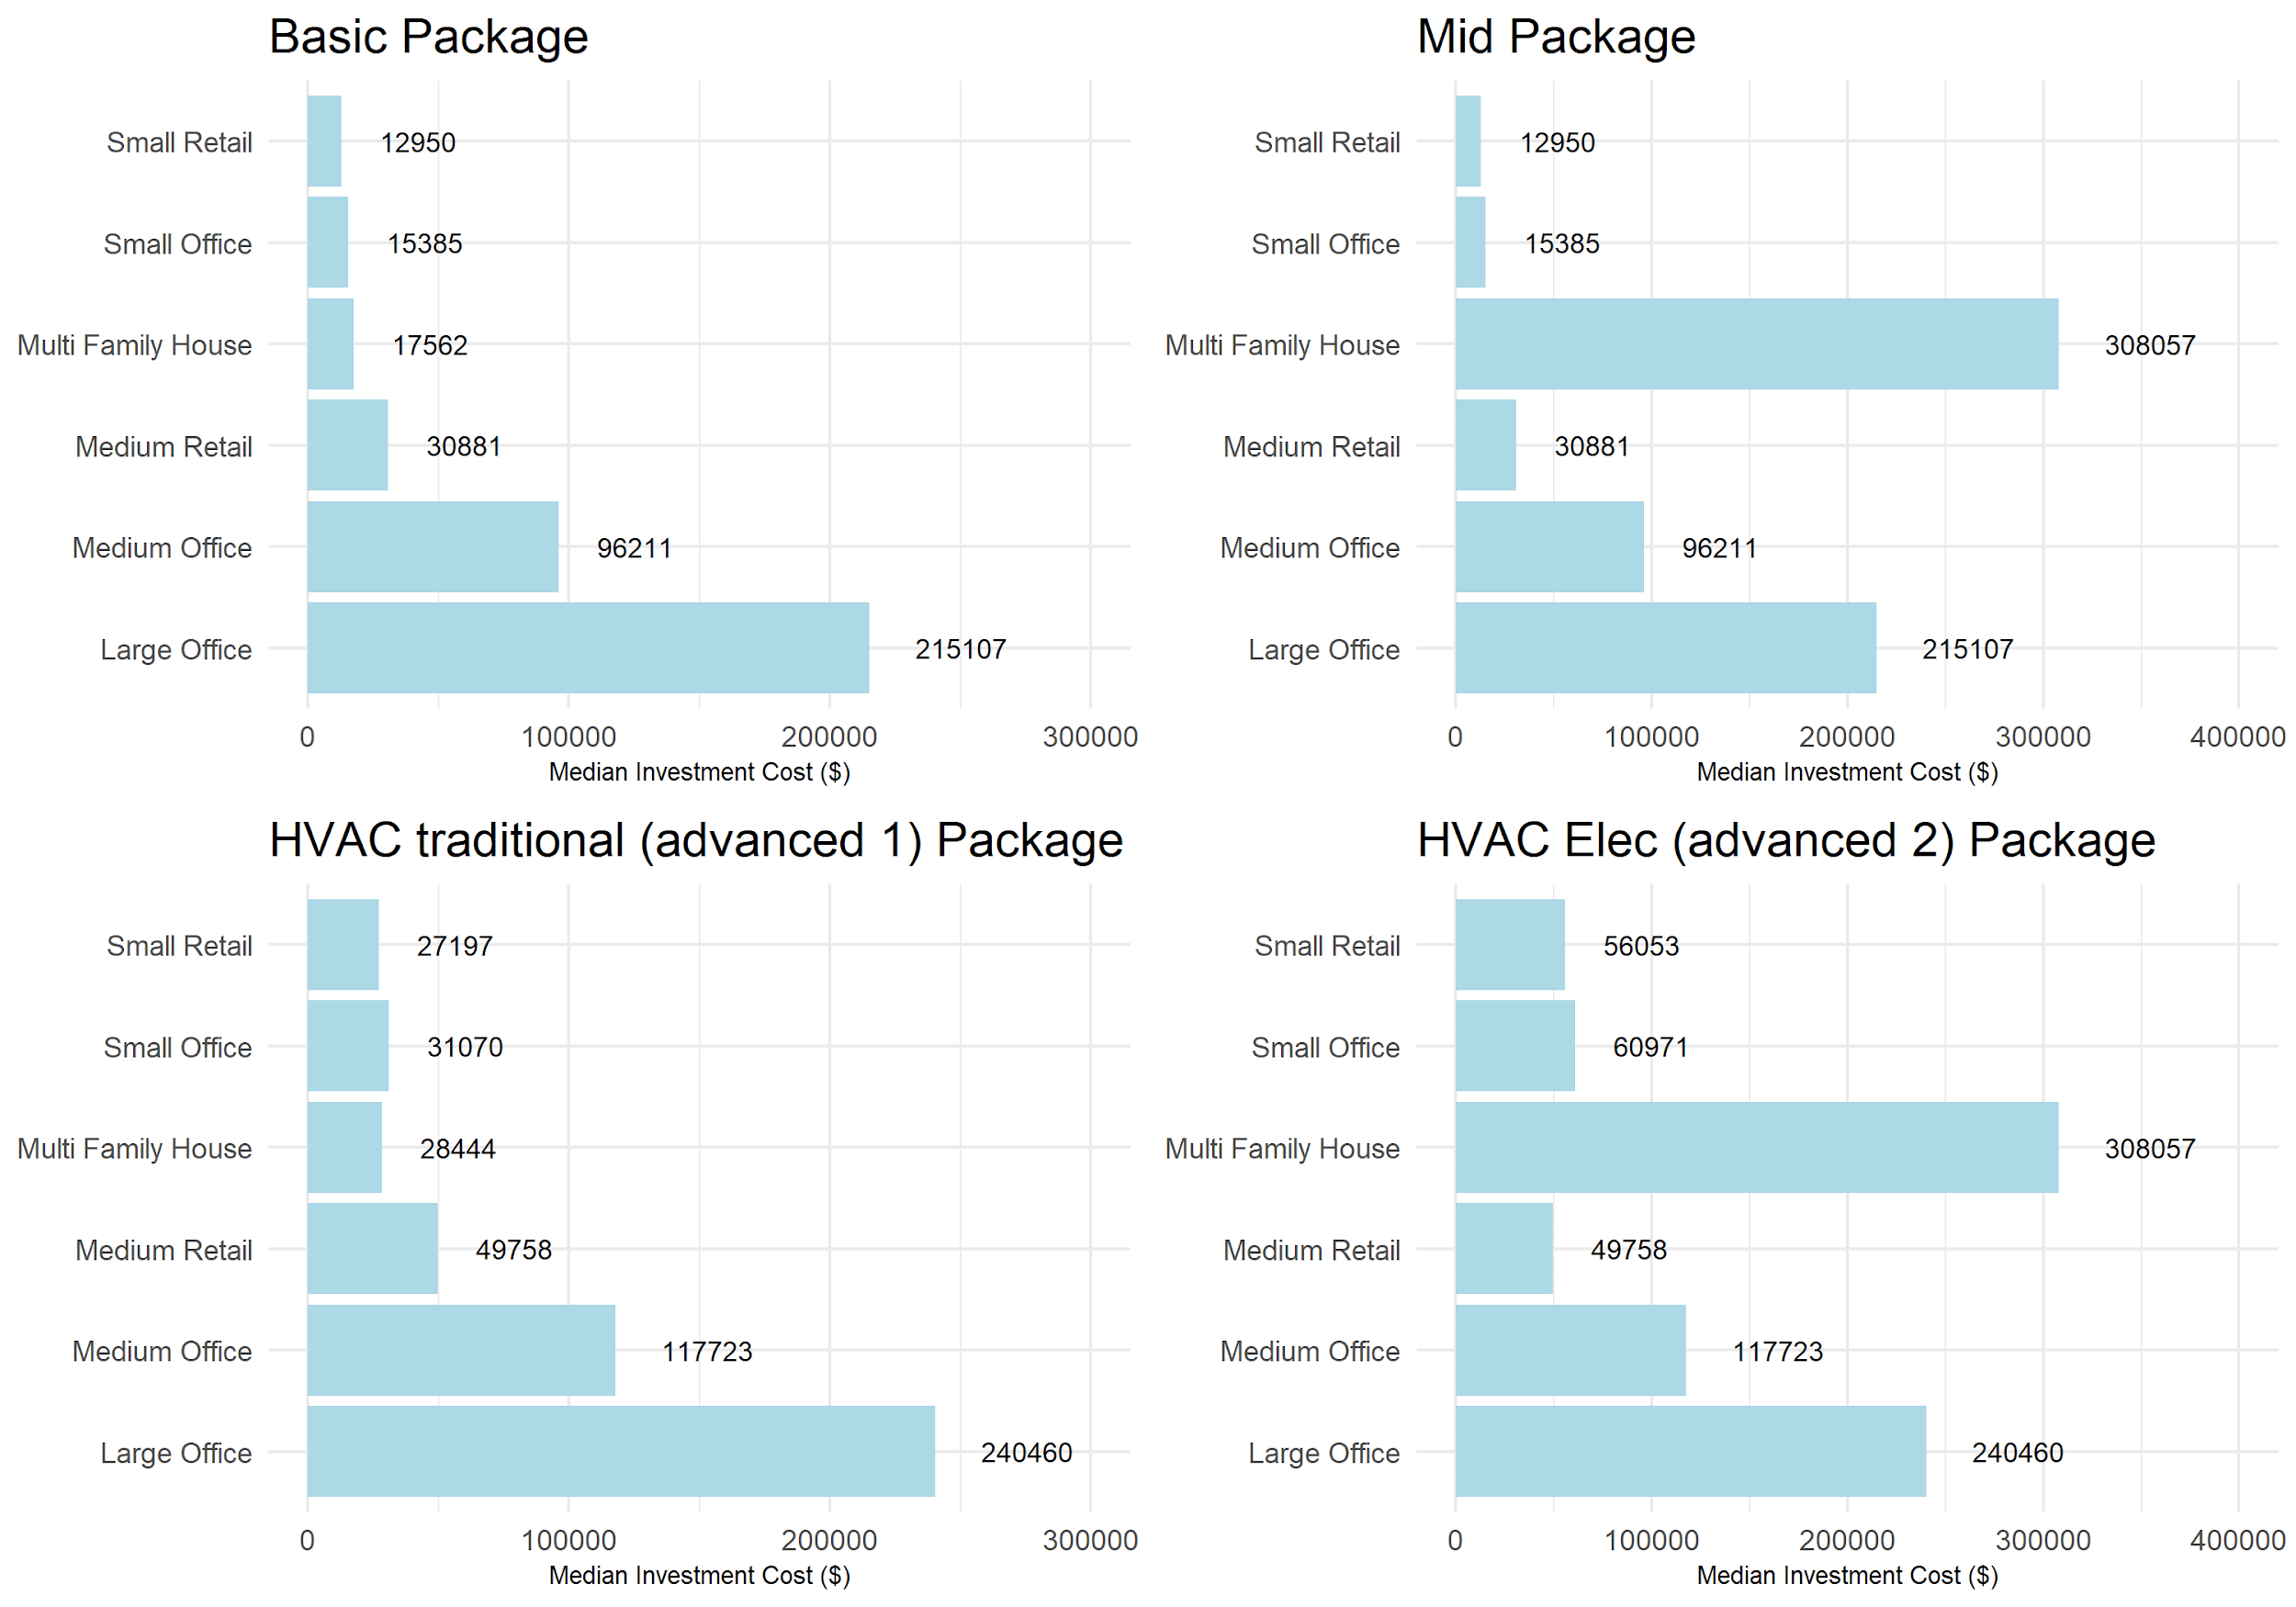 Basic Package
Small Retail 12950
Small Office 15385
Multi Family House 17562
Medium Retail 30881
Medium Office 96211
Large Office 215107
0 100000 200000 300000
Median Investment Cost ($)
Mid Package
Small Retail 12950
Small Office 15385
Multi Family House 308057
Medium Retail 30881
Medium Office 96211
Large Office 215107
0 100000 200000 300000 400000
Median Investment Cost ($)
HVAC traditional (advanced 1) Package
Small Retail 27197
Small Office 31070
Multi Family House 28444
Medium Retail 49758
Medium Office 117723
Large Office 240460
0 100000 200000 300000
Median Investment Cost ($)
HVAC Elec (advanced 2) Package
Small Retail 56053
Small Office 60971
Multi Family House 308057
Medium Retail 49758
Medium Office 117723
Large Office 240460
0 100000 200000 300000 400000
Median Investment Cost ($)